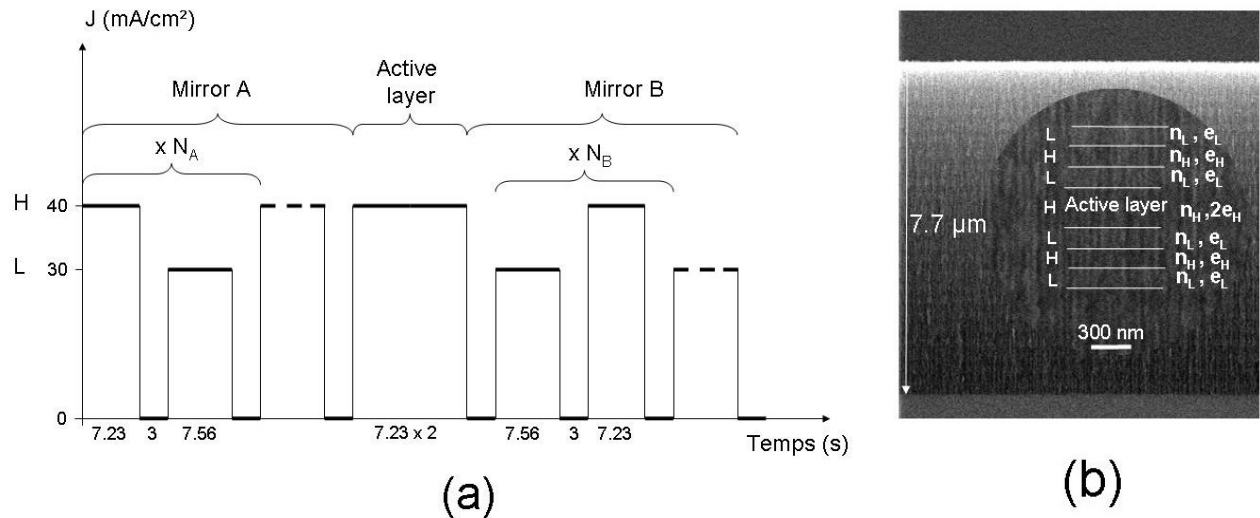 J (mA/cm²)
Mirror A
Active
layer
Mirror B
x N_A
x N_B
H 40
L 30
0
7.23 3 7.56 7.23 x 2 7.56 3 7.23
Temps (s)
(a)
7.7 µm
L n_L , e_L
H n_H , e_H
L n_L , e_L
H Active layer n_H , 2e_H
L n_L , e_L
H n_H , e_H
L n_L , e_L
300 nm
(b)